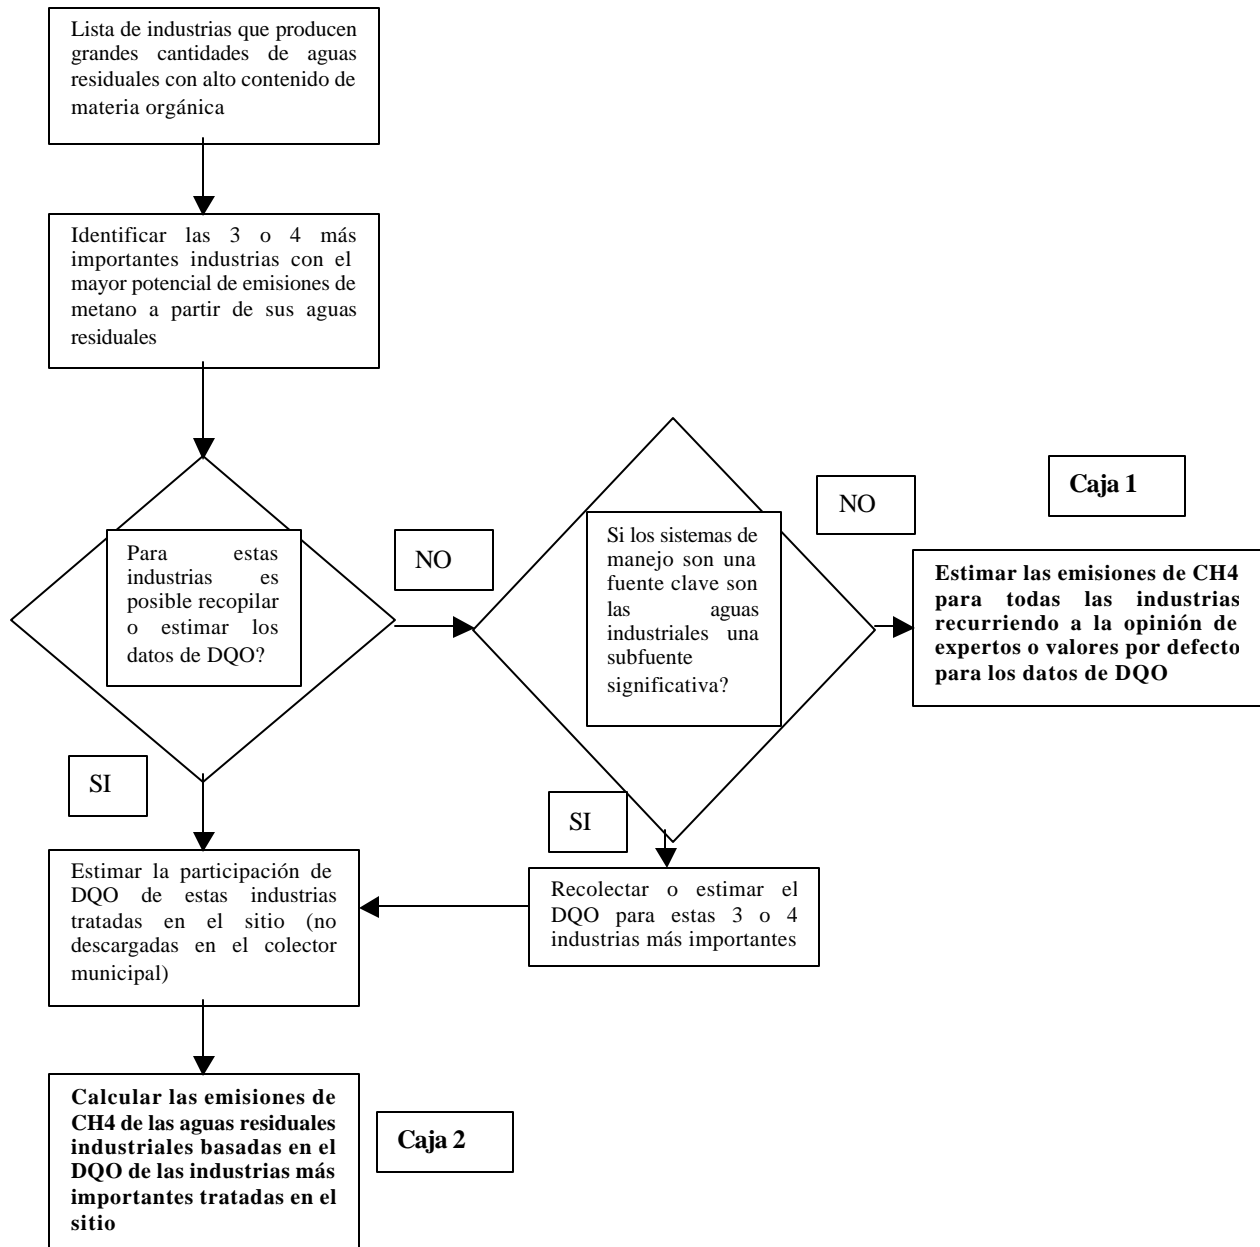 Lista de industrias que producen
grandes cantidades de aguas
residuales con alto contenido de
materia orgánica
Identificar las 3 o 4 más
importantes industrias con el
mayor potencial de emisiones de
metano a partir de sus aguas
residuales
Para estas
industrias es
posible recopilar
o estimar los
datos de DQO?
NO
Si los sistemas de
manejo son una
fuente clave son
las aguas
industriales una
subfuente
significativa?
NO
Caja 1
Estimar las emisiones de CH4
para todas las industrias
recurriendo a la opinión de
expertos o valores por defecto
para los datos de DQO
SI
SI
Estimar la participación de
DQO de estas industrias
tratadas en el sitio (no
descargadas en el colector
municipal)
Recolectar o estimar el
DQO para estas 3 o 4
industrias más importantes
Calcular las emisiones de
CH4 de las aguas residuales
industriales basadas en el
DQO de las industrias más
importantes tratadas en el
sitio
Caja 2